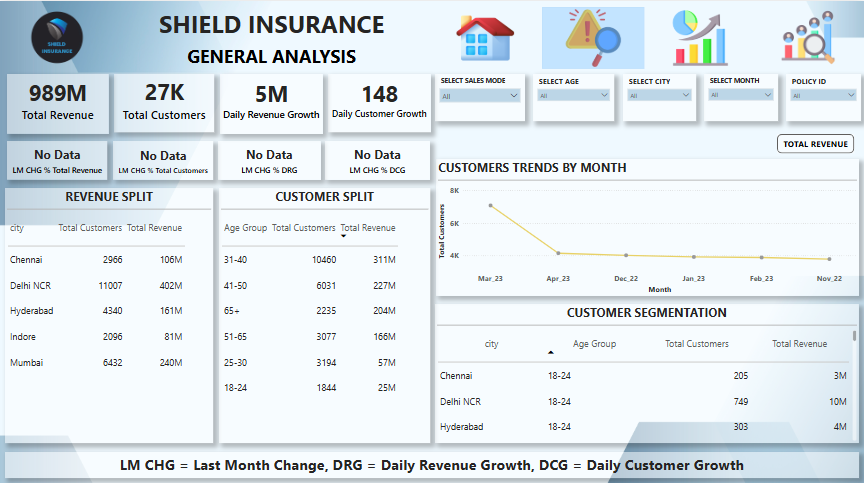 SHIELD INSURANCE
SHIELD INSURANCE
GENERAL ANALYSIS
989M
Total Revenue
27K
Total Customers
5M
Daily Revenue Growth
148
Daily Customer Growth
SELECT SALES MODE
All
SELECT AGE
All
SELECT CITY
All
SELECT MONTH
All
POLICY ID
All
No Data
LM CHG % Total Revenue
No Data
LM CHG % Total Customers
No Data
LM CHG % DRG
No Data
LM CHG % DCG
TOTAL REVENUE
REVENUE SPLIT
city Total Customers Total Revenue
Chennai 2966 106M
Delhi NCR 11007 402M
Hyderabad 4340 161M
Indore 2096 81M
Mumbai 6432 240M
CUSTOMER SPLIT
Age Group Total Customers Total Revenue
31-40 10460 311M
41-50 6031 227M
65+ 2235 204M
51-65 3077 166M
25-30 3194 57M
18-24 1844 25M
CUSTOMERS TRENDS BY MONTH
Total Customers
8K
6K
4K
Mar_23 Apr_23 Dec_22 Jan_23 Feb_23 Nov_22
Month
CUSTOMER SEGMENTATION
city Age Group Total Customers Total Revenue
Chennai 18-24 205 3M
Delhi NCR 18-24 749 10M
Hyderabad 18-24 303 4M
LM CHG = Last Month Change, DRG = Daily Revenue Growth, DCG = Daily Customer Growth